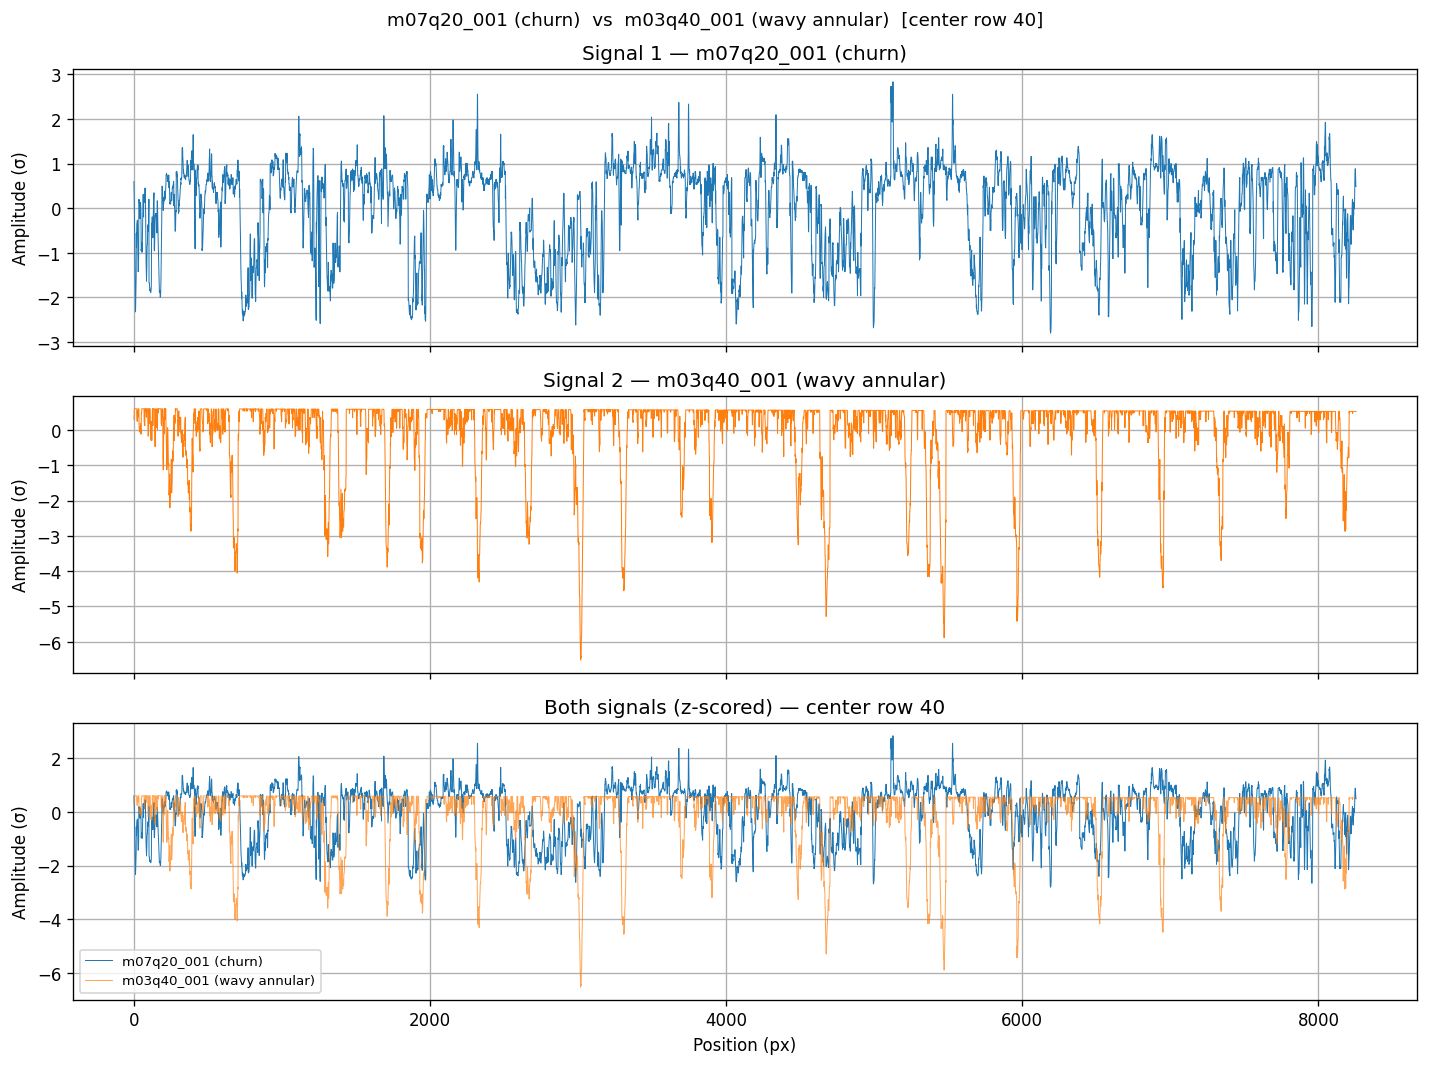 m07q20_001 (churn)  vs  m03q40_001 (wavy annular)  [center row 40]
Signal 1 — m07q20_001 (churn)
Amplitude (σ)
3
2
1
0
−1
−2
−3
Signal 2 — m03q40_001 (wavy annular)
Amplitude (σ)
0
−1
−2
−3
−4
−5
−6
Both signals (z-scored) — center row 40
Amplitude (σ)
2
0
−2
−4
−6
m07q20_001 (churn)
m03q40_001 (wavy annular)
0 2000 4000 6000 8000
Position (px)